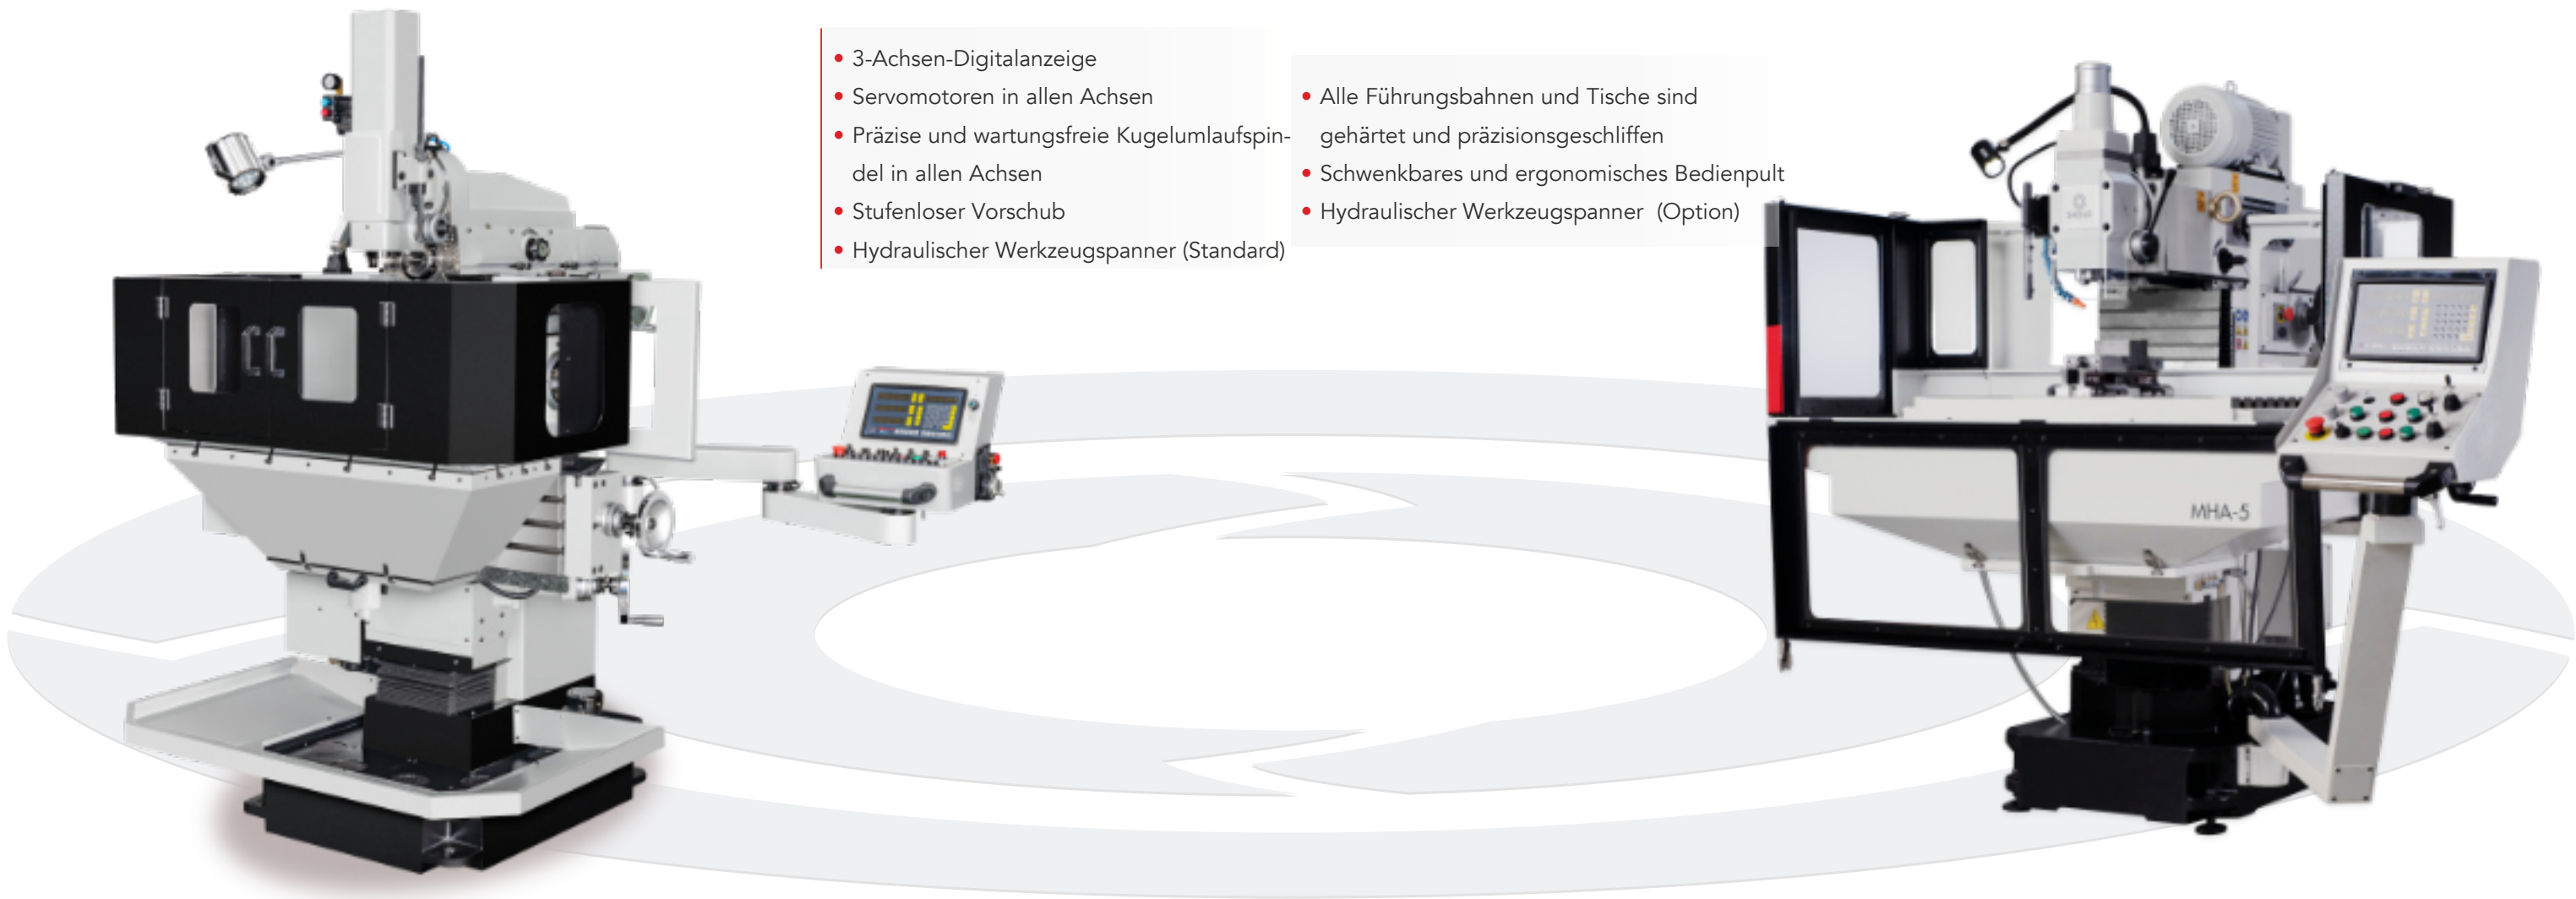 • 3-Achsen-Digitalanzeige
• Servomotoren in allen Achsen
• Präzise und wartungsfreie Kugelumlaufspin-
del in allen Achsen
• Stufenloser Vorschub
• Hydraulischer Werkzeugspanner (Standard)
• Alle Führungsbahnen und Tische sind
gehärtet und präzisionsgeschliffen
• Schwenkbares und ergonomisches Bedienpult
• Hydraulischer Werkzeugspanner (Option)
MHA-5